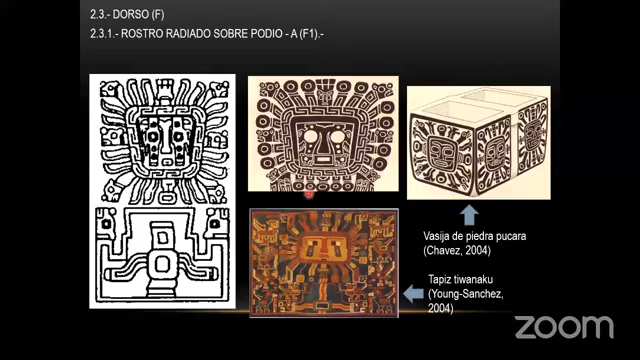 2.3.- DORSO (F)
2.3.1.- ROSTRO RADIADO SOBRE PODIO - A (F1).-
Vasija de piedra pucara
(Chavez, 2004)
Tapiz tiwanaku
(Young-Sanchez,
2004)
zoom